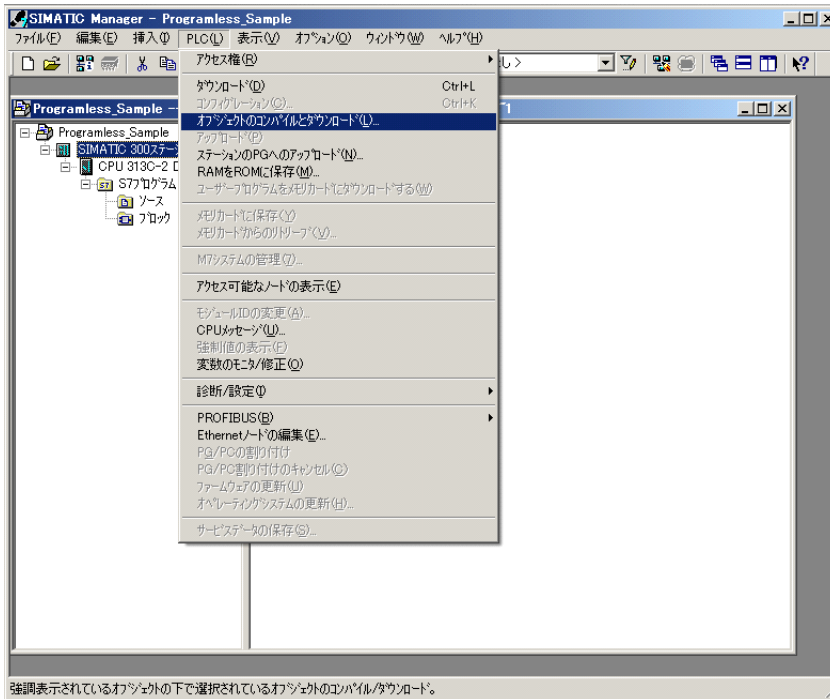 SIMATIC Manager - Programless_Sample
ﾌｧｲﾙ(F) 編集(E) 挿入(I) PLC(L) 表示(V) ｵﾌﾟｼｮﾝ(O) ｳｨﾝﾄﾞｳ(W) ﾍﾙﾌﾟ(H)
ｱｸｾｽ権(R)
し>
ﾀﾞｳﾝﾛｰﾄﾞ(D) Ctrl+L
ｺﾝﾌｨｸﾞﾚｰｼｮﾝ(C)... Ctrl+K
Programless_Sample --
ｵﾌﾞｼﾞｪｸﾄのｺﾝﾊﾟｲﾙとﾀﾞｳﾝﾛｰﾄﾞ(L)...
Programless_Sample
ｱｯﾌﾟﾛｰﾄﾞ(P)
SIMATIC 300ｽﾃｰｼ
ｽﾃｰｼｮﾝのPGへのｱｯﾌﾟﾛｰﾄﾞ(N)...
CPU 313C-2 D
RAMをROMに保存(M)...
S7ﾌﾟﾛｸﾞﾗﾑ
ﾕｰｻﾞｰﾌﾟﾛｸﾞﾗﾑをﾒﾓﾘｶｰﾄﾞにﾀﾞｳﾝﾛｰﾄﾞする(W)
ｿｰｽ
ﾌﾞﾛｯｸ
ﾒﾓﾘｶｰﾄﾞに保存(Y)
ﾒﾓﾘｶｰﾄﾞからのﾘﾄﾘｰﾌﾞ(V)...
M7ｼｽﾃﾑの管理(7)...
ｱｸｾｽ可能なﾉｰﾄﾞの表示(E)
ﾓｼﾞｭｰﾙIDの変更(A)...
CPUﾒｯｾｰｼﾞ(U)...
強制値の表示(F)
変数のﾓﾆﾀ/修正(O)
診断/設定(I)
PROFIBUS(B)
Ethernetﾉｰﾄﾞの編集(E)...
PG/PCの割り付け
PG/PC割り付けのｷｬﾝｾﾙ(C)
ﾌｧｰﾑｳｪｱの更新(U)
ｵﾍﾟﾚｰﾃｨﾝｸﾞｼｽﾃﾑの更新(H)...
ｻｰﾋﾞｽﾃﾞｰﾀの保存(S)...
強調表示されているｵﾌﾞｼﾞｪｸﾄの下で選択されているｵﾌﾞｼﾞｪｸﾄのｺﾝﾊﾟｲﾙ/ﾀﾞｳﾝﾛｰﾄﾞ。